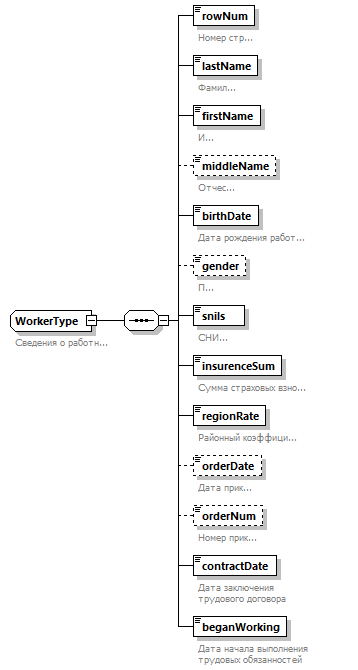 rowNum
Номер стр...
lastName
Фамил...
firstName
И...
middleName
Отчес...
birthDate
Дата рождения работ...
gender
П...
WorkerType
Сведения о работн...
snils
СНИ...
insurenceSum
Сумма страховых взно...
regionRate
Районный коэффици...
orderDate
Дата прик...
orderNum
Номер прик...
contractDate
Дата заключения
трудового договора
beganWorking
Дата начала выполнения
трудовых обязанностей